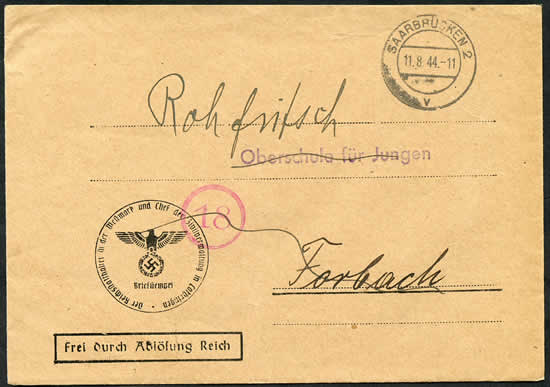 SAARBRÜCKEN 2
11.8.44.-11
v
Rohfritsch
Oberschule für Jungen
18
Der Reichsstatthalter in der Westmark und Chef der Zivilverwaltung in Lothringen
Briefstempel
Forbach
Frei durch Ablösung Reich